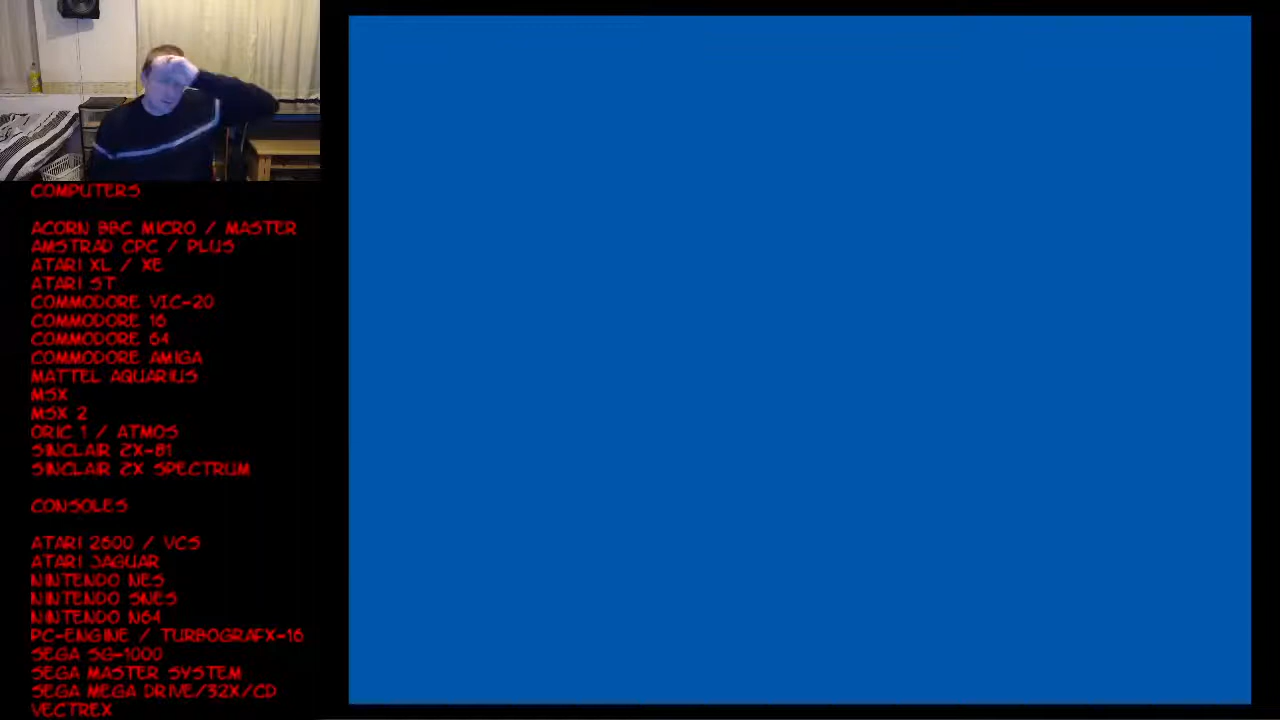 COMPUTERS
ACORN BBC MICRO / MASTER
AMSTRAD CPC / PLUS
ATARI XL / XE
ATARI ST
COMMODORE VIC-20
COMMODORE 16
COMMODORE 64
COMMODORE AMIGA
MATTEL AQUARIUS
MSX
MSX 2
ORIC 1 / ATMOS
SINCLAIR ZX-81
SINCLAIR ZX SPECTRUM
CONSOLES
ATARI 2600 / VCS
ATARI JAGUAR
NINTENDO NES
NINTENDO SNES
NINTENDO N64
PC-ENGINE / TURBOGRAFX-16
SEGA SG-1000
SEGA MASTER SYSTEM
SEGA MEGA DRIVE/32X/CD
VECTREX